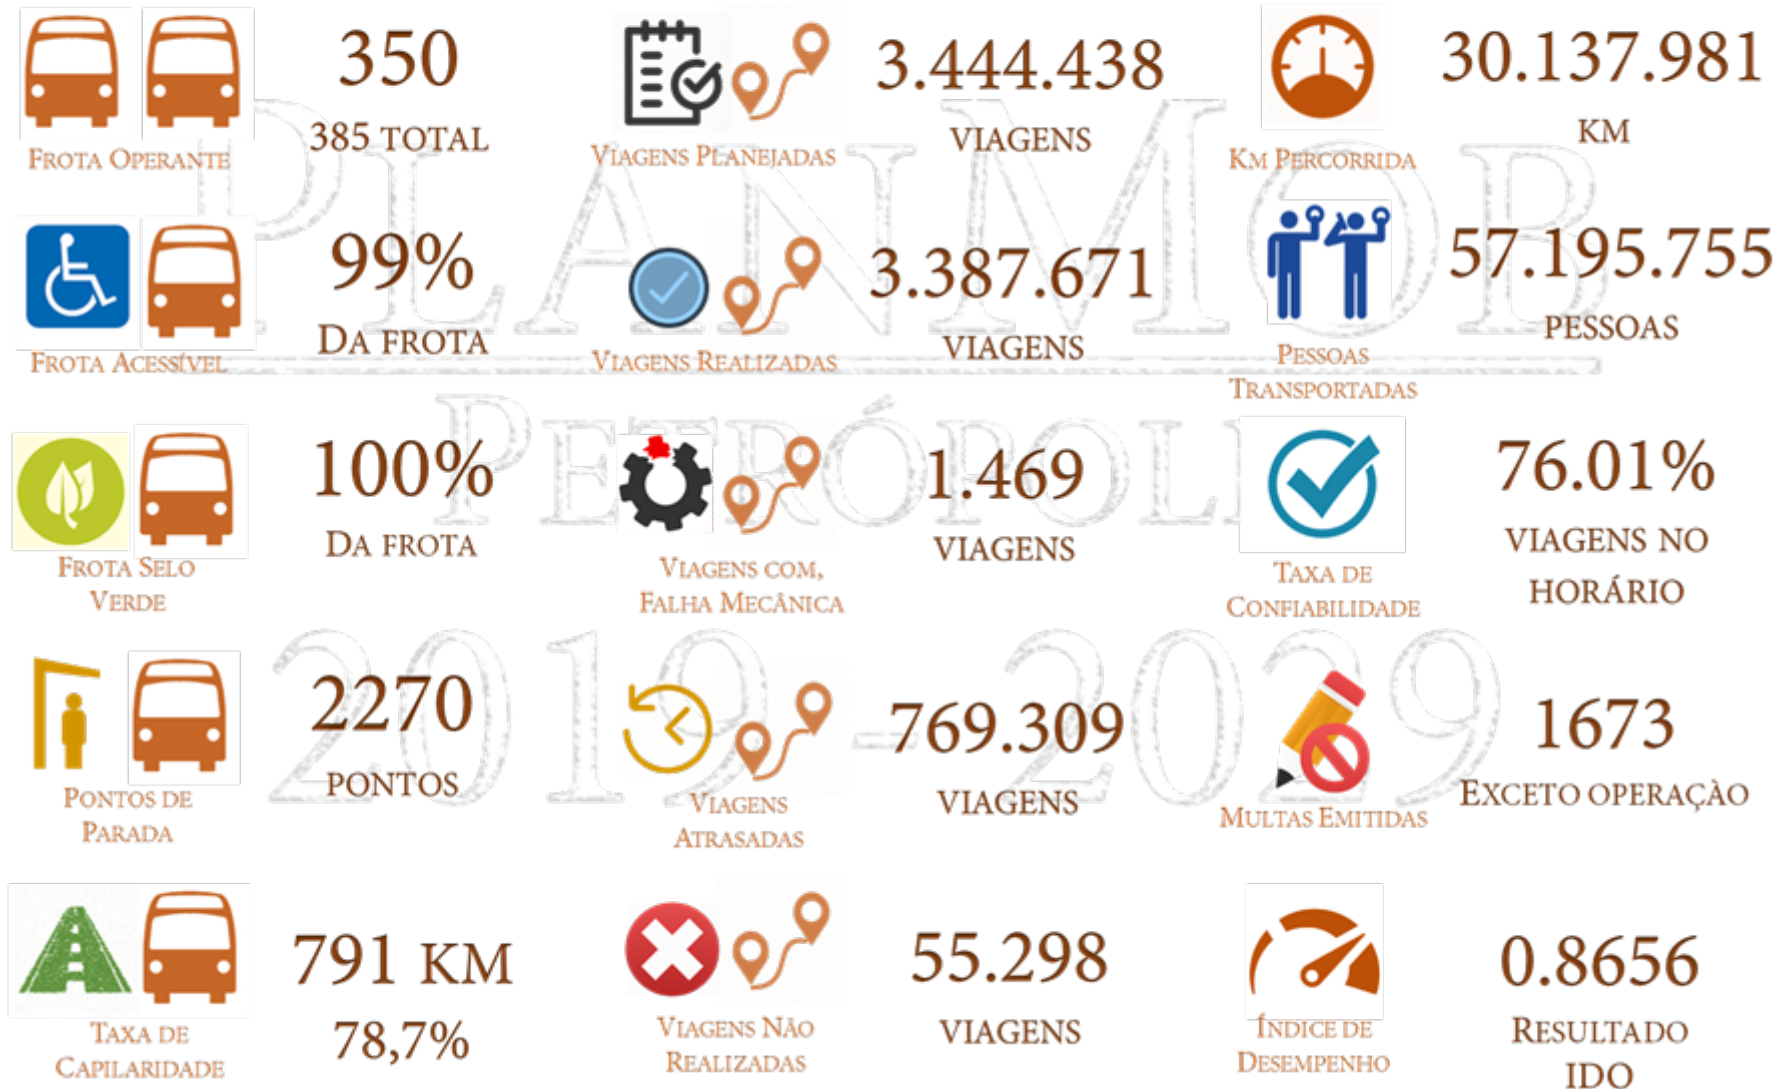 350
385 TOTAL
FROTA OPERANTE
3.444.438
VIAGENS
VIAGENS PLANEJADAS
30.137.981
KM
KM PERCORRIDA
99%
DA FROTA
FROTA ACESSÍVEL
3.387.671
VIAGENS
VIAGENS REALIZADAS
57.195.755
PESSOAS
PESSOAS
TRANSPORTADAS
100%
DA FROTA
FROTA SELO
VERDE
1.469
VIAGENS
VIAGENS COM,
FALHA MECÂNICA
76.01%
VIAGENS NO
HORÁRIO
TAXA DE
CONFIABILIDADE
2270
PONTOS
PONTOS DE
PARADA
769.309
VIAGENS
VIAGENS
ATRASADAS
1673
EXCETO OPERAÇÀO
MULTAS EMITIDAS
791 KM
78,7%
TAXA DE
CAPILARIDADE
55.298
VIAGENS
VIAGENS NÃO
REALIZADAS
0.8656
RESULTADO
IDO
ÍNDICE DE
DESEMPENHO
PLANMOB
PETRÓPOLI
2019 - 2029